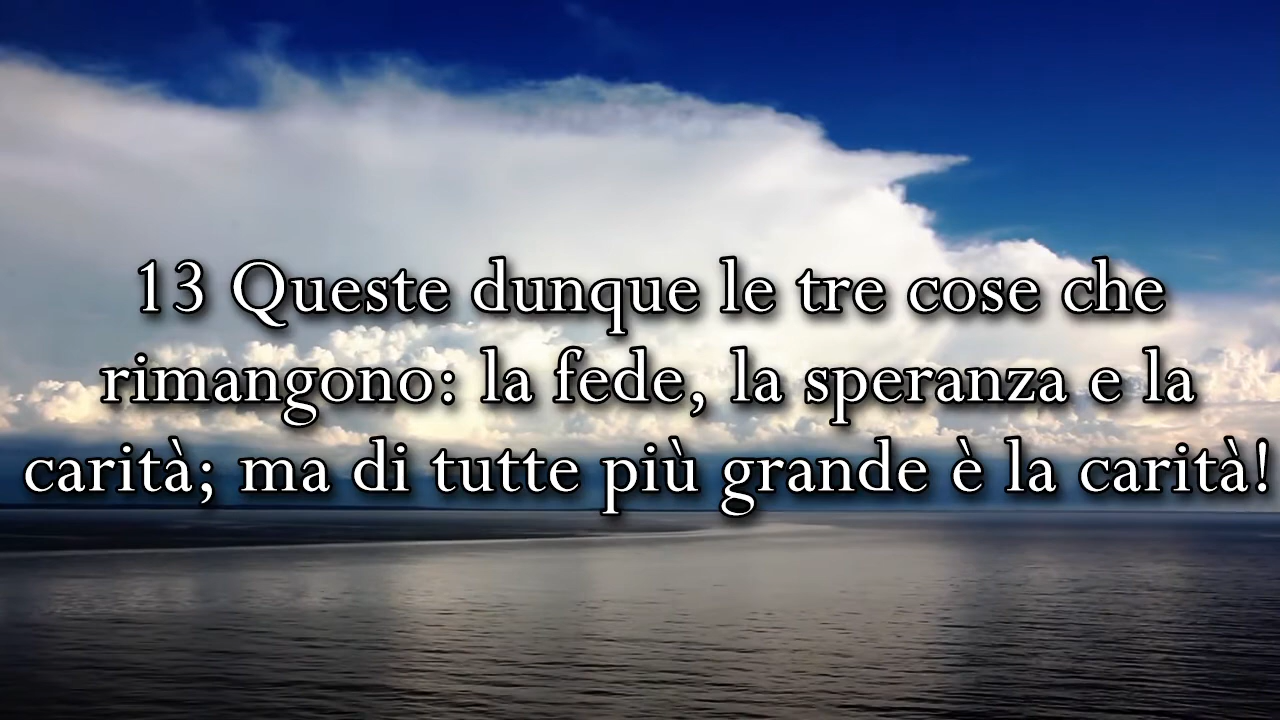 13 Queste dunque le tre cose che
rimangono: la fede, la speranza e la
carità; ma di tutte più grande è la carità!